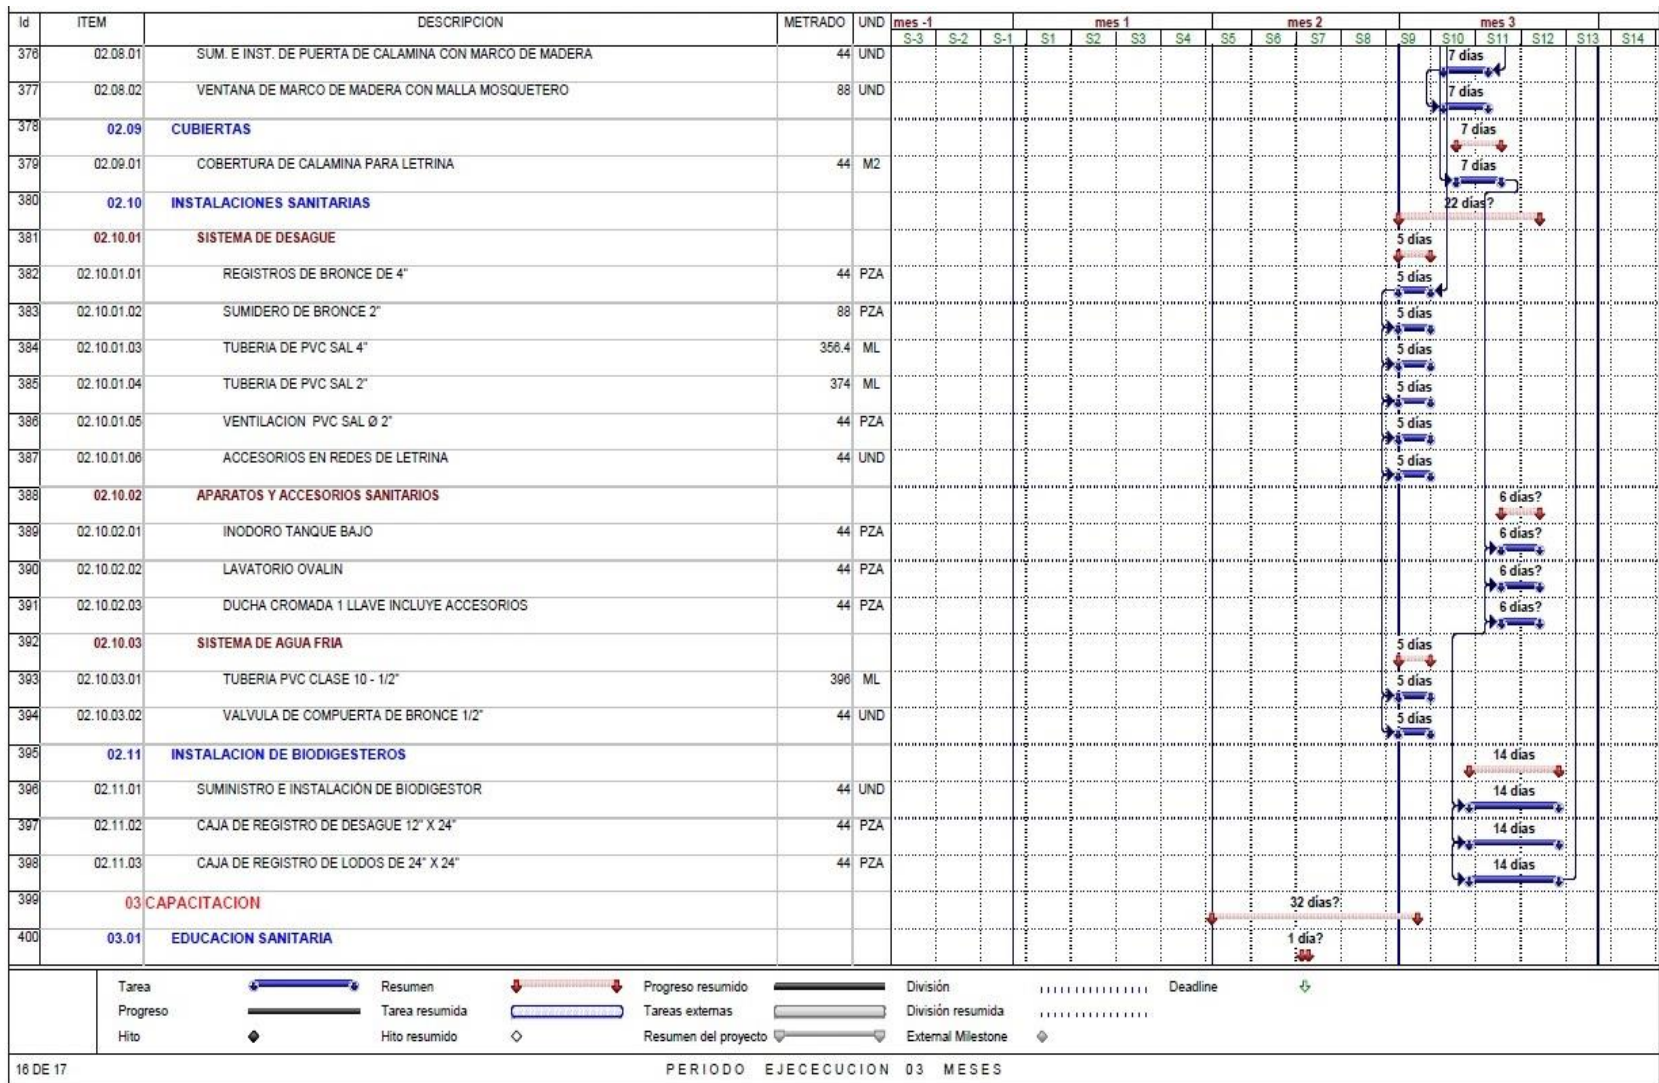 Id ITEM DESCRIPCION METRADO UND mes -1 mes 1 mes 2 mes 3
S-3 S-2 S-1 S1 S2 S3 S4 S5 S6 S7 S8 S9 S10 S11 S12 S13 S14
376 02.08.01 SUM. E INST. DE PUERTA DE CALAMINA CON MARCO DE MADERA 44 UND 7 días
377 02.08.02 VENTANA DE MARCO DE MADERA CON MALLA MOSQUETERO 88 UND 7 días
378 02.09 CUBIERTAS 7 días
379 02.09.01 COBERTURA DE CALAMINA PARA LETRINA 44 M2 7 días
380 02.10 INSTALACIONES SANITARIAS 22 días?
381 02.10.01 SISTEMA DE DESAGUE 5 días
382 02.10.01.01 REGISTROS DE BRONCE DE 4" 44 PZA 5 días
383 02.10.01.02 SUMIDERO DE BRONCE 2" 88 PZA 5 días
384 02.10.01.03 TUBERIA DE PVC SAL 4" 356.4 ML 5 días
385 02.10.01.04 TUBERIA DE PVC SAL 2" 374 ML 5 días
386 02.10.01.05 VENTILACION PVC SAL Ø 2" 44 PZA 5 días
387 02.10.01.06 ACCESORIOS EN REDES DE LETRINA 44 UND 5 días
388 02.10.02 APARATOS Y ACCESORIOS SANITARIOS 6 días?
389 02.10.02.01 INODORO TANQUE BAJO 44 PZA 6 días?
390 02.10.02.02 LAVATORIO OVALIN 44 PZA 6 días?
391 02.10.02.03 DUCHA CROMADA 1 LLAVE INCLUYE ACCESORIOS 44 PZA 6 días?
392 02.10.03 SISTEMA DE AGUA FRIA 5 días
393 02.10.03.01 TUBERIA PVC CLASE 10 - 1/2" 396 ML 5 días
394 02.10.03.02 VALVULA DE COMPUERTA DE BRONCE 1/2" 44 UND 5 días
395 02.11 INSTALACION DE BIODIGESTEROS 14 días
396 02.11.01 SUMINISTRO E INSTALACIÓN DE BIODIGESTOR 44 UND 14 días
397 02.11.02 CAJA DE REGISTRO DE DESAGUE 12" X 24" 44 PZA 14 días
398 02.11.03 CAJA DE REGISTRO DE LODOS DE 24" X 24" 44 PZA 14 días
399 03 CAPACITACION 32 días?
400 03.01 EDUCACION SANITARIA 1 día?
Tarea Resumen Progreso resumido División Deadline
Progreso Tarea resumida Tareas externas División resumida
Hito Hito resumido Resumen del proyecto External Milestone
16 DE 17 PERIODO EJECECUCION 03 MESES